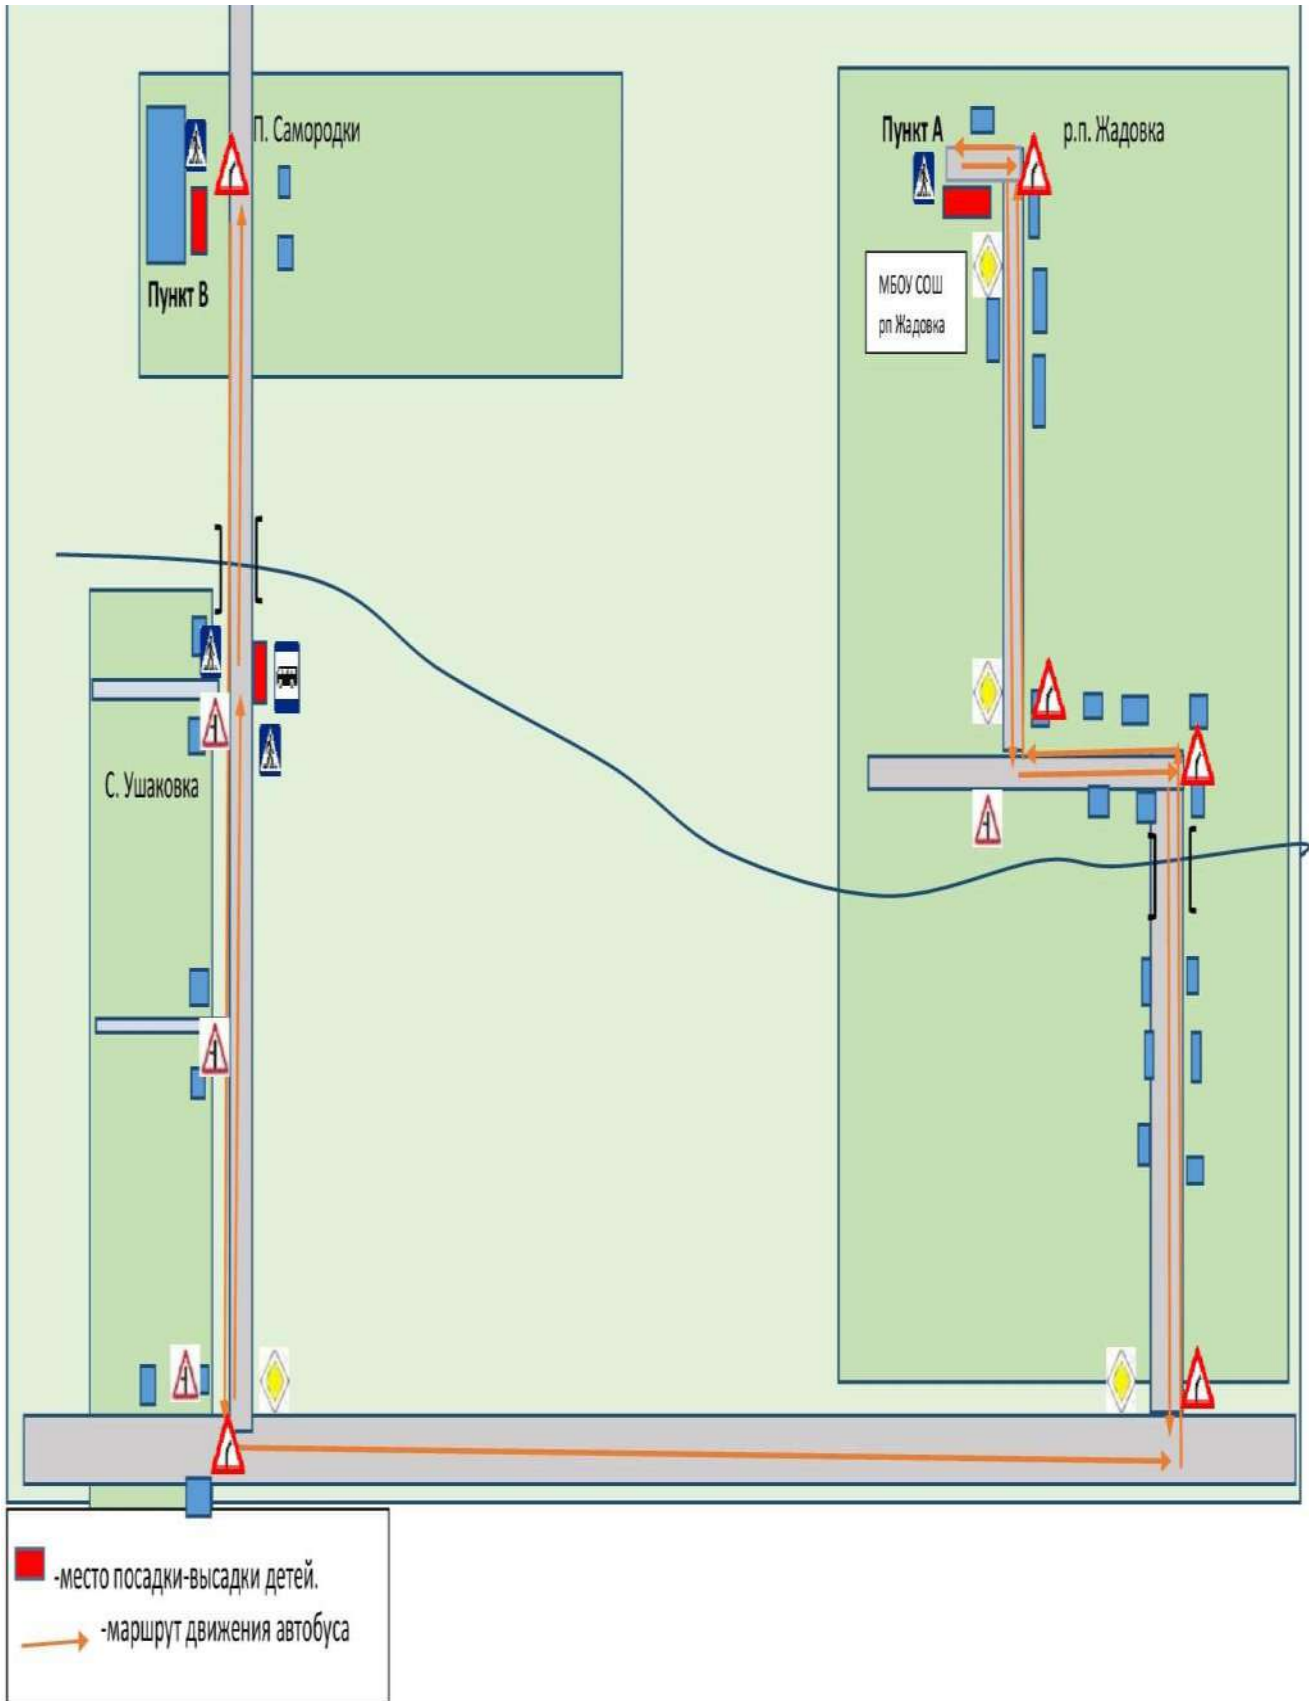 П. Самородки
Пункт В
Пункт А
р.п. Жадовка
МБОУ СОШ
рп Жадовка
С. Ушаковка
-место посадки-высадки детей.
-маршрут движения автобуса